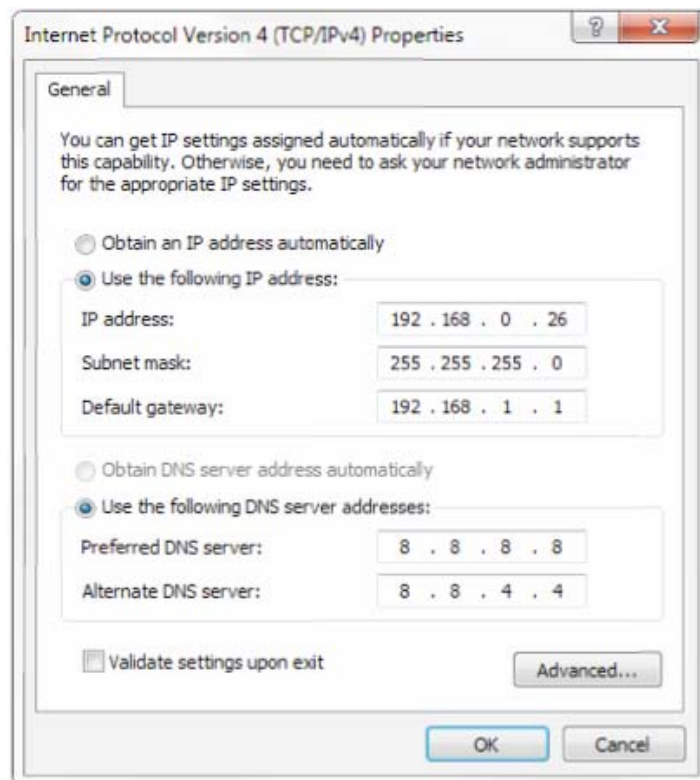 Internet Protocol Version 4 (TCP/IPv4) Properties
?
General
You can get IP settings assigned automatically if your network supports
this capability. Otherwise, you need to ask your network administrator
for the appropriate IP settings.
Obtain an IP address automatically
Use the following IP address:
IP address: 192 . 168 . 0 . 26
Subnet mask: 255 . 255 . 255 . 0
Default gateway: 192 . 168 . 1 . 1
Obtain DNS server address automatically
Use the following DNS server addresses:
Preferred DNS server: 8 . 8 . 8 . 8
Alternate DNS server: 8 . 8 . 4 . 4
Validate settings upon exit
Advanced...
OK Cancel